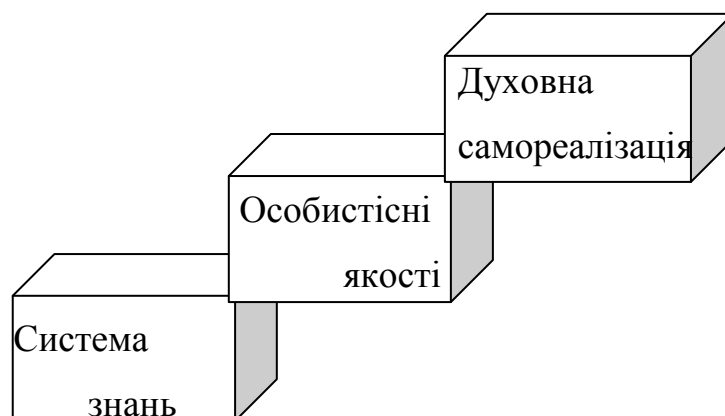 Духовна
самореалізація
Особистісні
якості
Система
знань